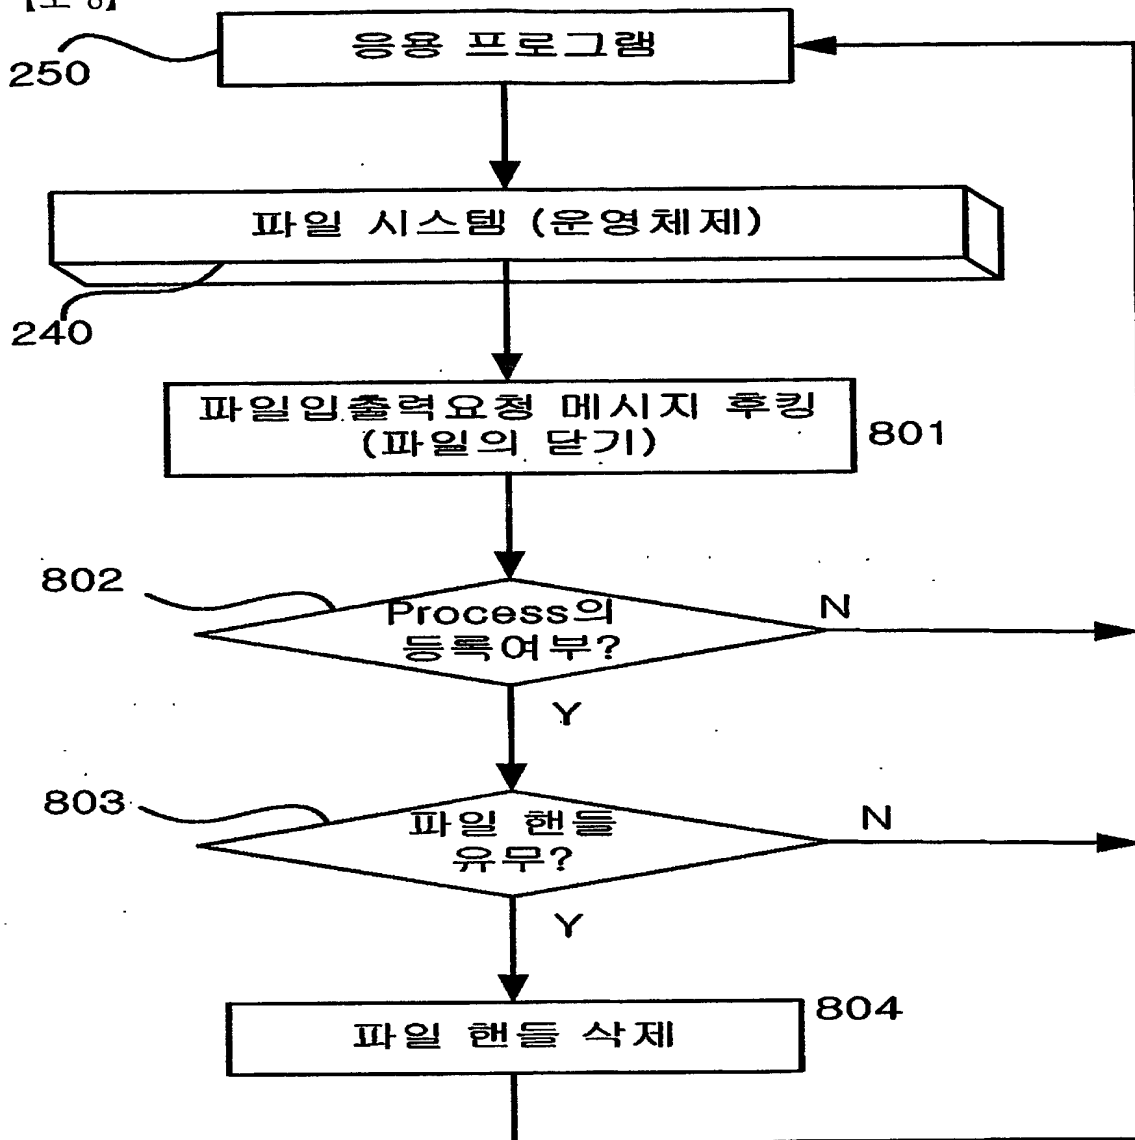 응용 프로그램
250
파일 시스템 (운영체제)
240
파일입출력요청 메시지 후킹
(파일의 닫기)
801
802
Process의
등록여부?
N
Y
803
파일 핸들
유무?
N
Y
804
파일 핸들 삭제